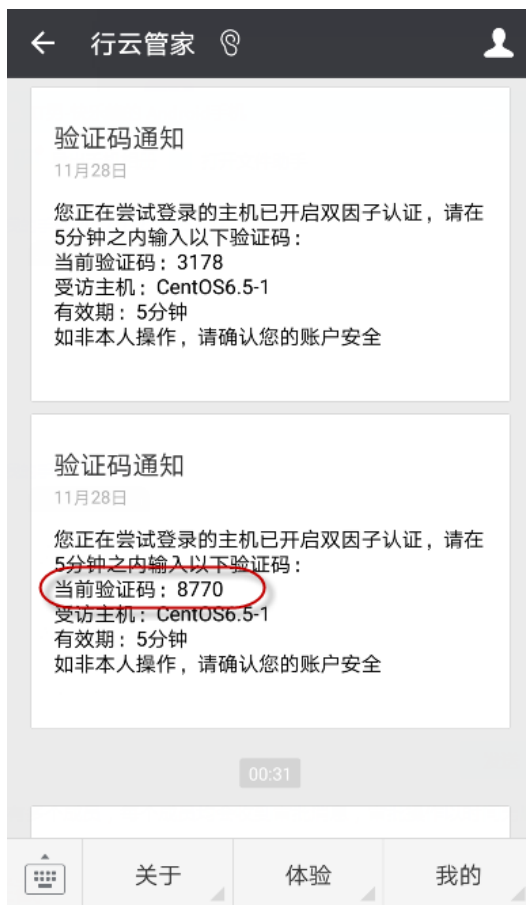 行云管家
验证码通知
11月28日
您正在尝试登录的主机已开启双因子认证，请在
5分钟之内输入以下验证码：
当前验证码：3178
受访主机：CentOS6.5-1
有效期：5分钟
如非本人操作，请确认您的账户安全
验证码通知
11月28日
您正在尝试登录的主机已开启双因子认证，请在
5分钟之内输入以下验证码：
当前验证码：8770
受访主机：CentOS6.5-1
有效期：5分钟
如非本人操作，请确认您的账户安全
00:31
关于
体验
我的